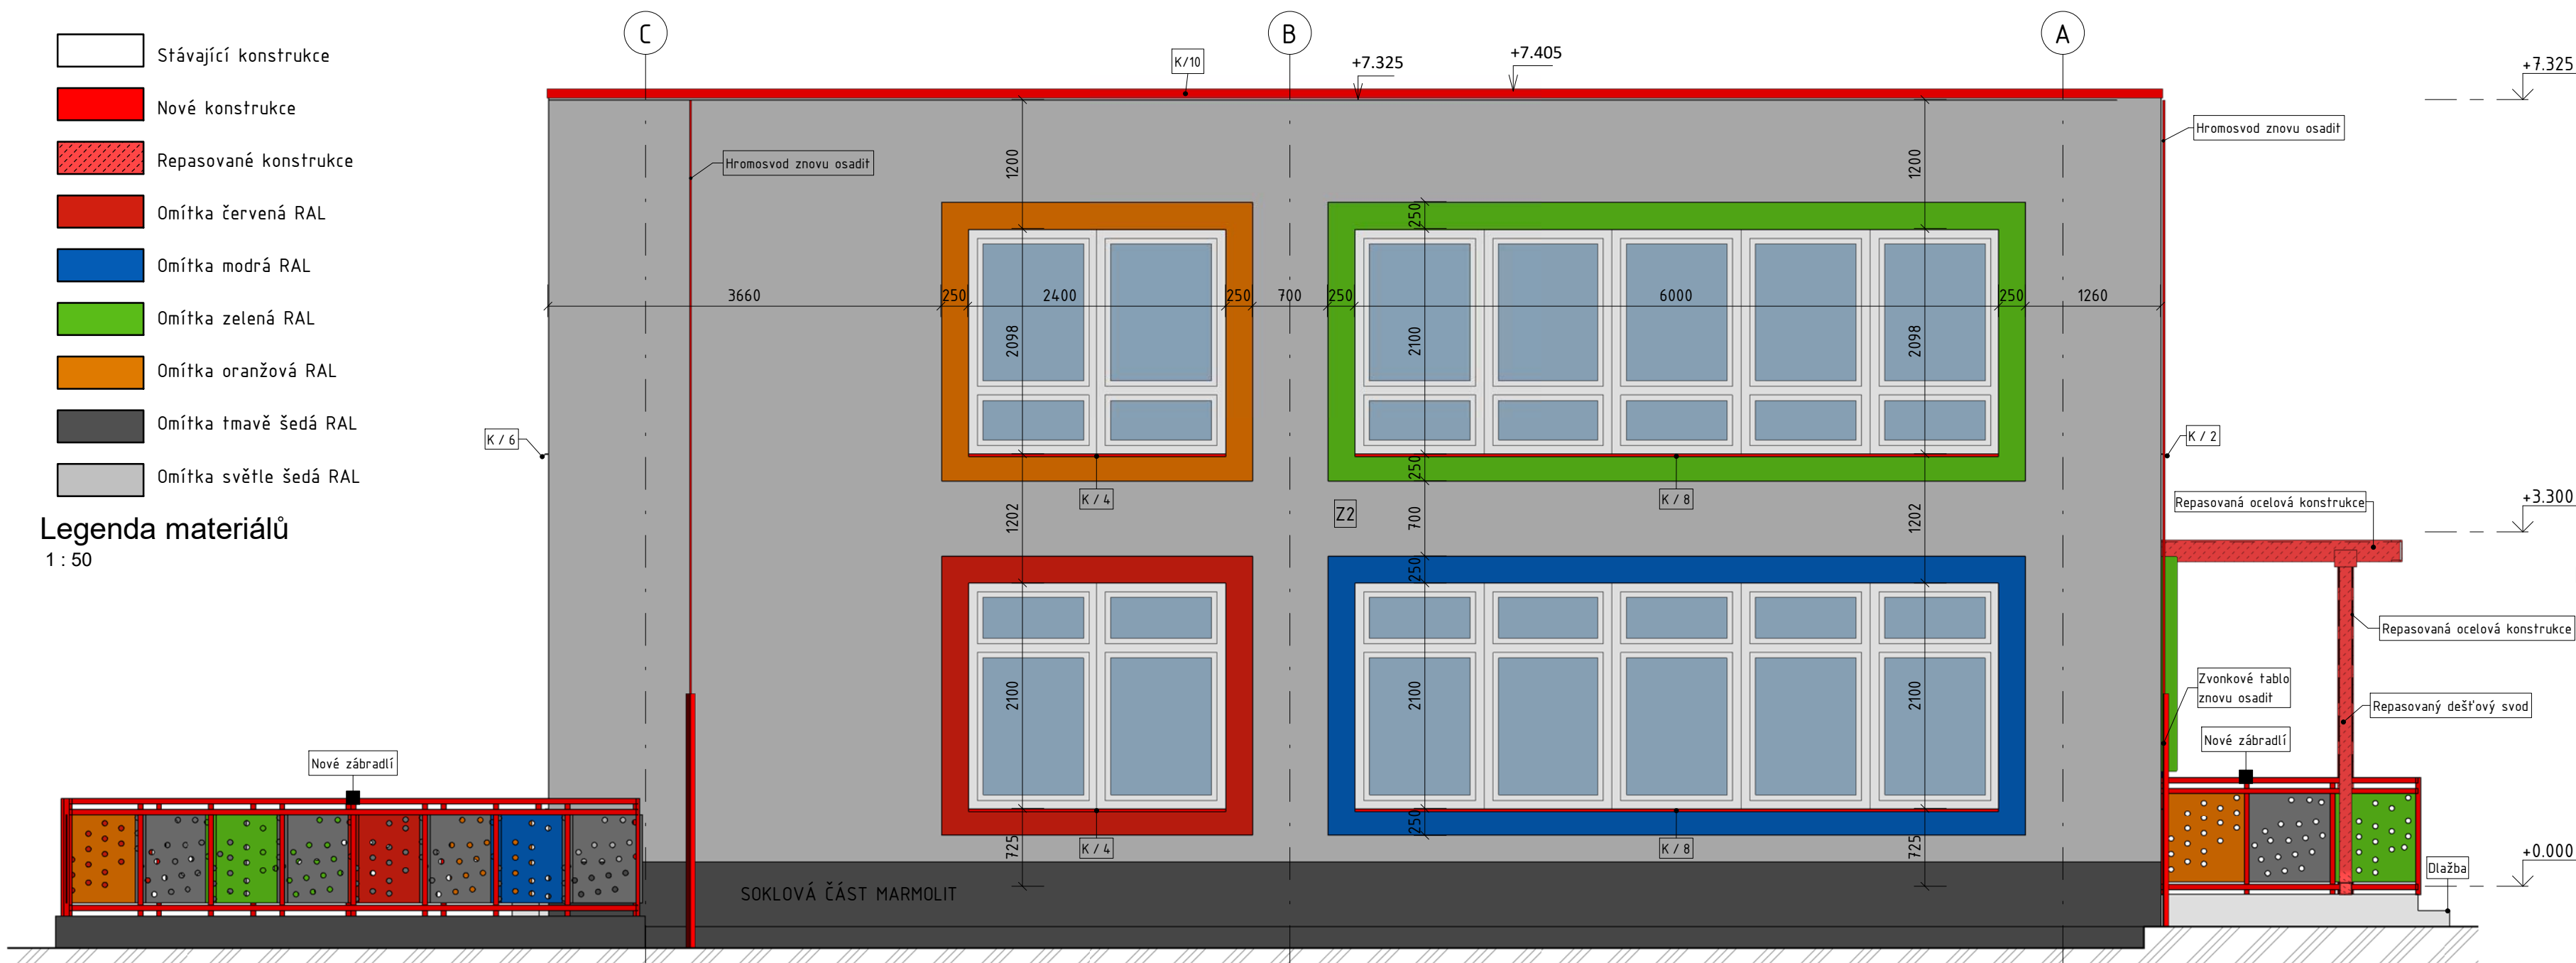 C
B
A
K/10
+7.325
+7.405
+7.325
Stávající konstrukce
Nové konstrukce
Repasované konstrukce
Omítka červená RAL
Omítka modrá RAL
Omítka zelená RAL
Omítka oranžová RAL
Omítka tmavě šedá RAL
Omítka světle šedá RAL
Legenda materiálů
1 : 50
Hromosvod znovu osadit
Hromosvod znovu osadit
1200
1200
250
3660
250
2400
250
700
250
6000
250
1260
2098
2100
2098
K / 6
K / 2
250
K / 4
K / 8
Z2
1202
700
1202
Repasovaná ocelová konstrukce
+3.300
250
Repasovaná ocelová konstrukce
2100
2100
2100
Zvonkové tablo
znovu osadit
Repasovaný dešťový svod
Nové zábradlí
Nové zábradlí
250
725
K / 4
K / 8
725
+0.000
Dlažba
SOKLOVÁ ČÁST MARMOLIT